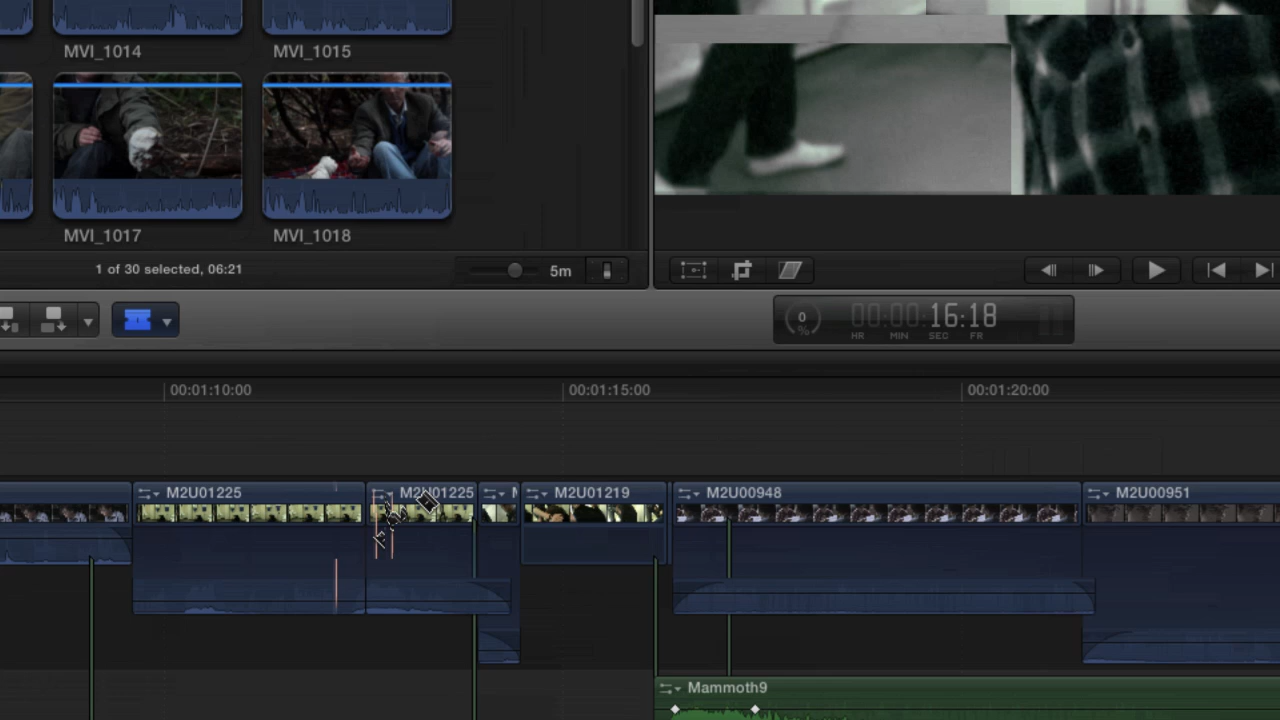 MVI_1014
MVI_1015
MVI_1017
MVI_1018
1 of 30 selected, 06:21
5m
0
%
00:00:16:18
HR MIN SEC FR
00:01:10:00
00:01:15:00
00:01:20:00
M2U01225
M2U01225
M2U01219
M2U00948
M2U00951
Mammoth9